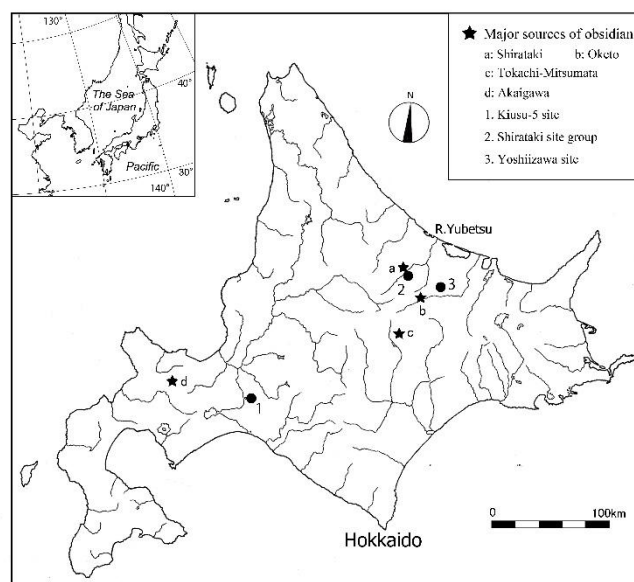 130°
140°
40°
The Sea
of Japan
Pacific
30°
140°
N
★ Major sources of obsidian
a: Shirataki b: Oketo
c: Tokachi-Mitsumata
d: Akaigawa
1. Kiusu-5 site
2. Shirataki site group
3. Yoshiizawa site
R.Yubetsu
a
2
3
b
c
d
1
0 100km
Hokkaido